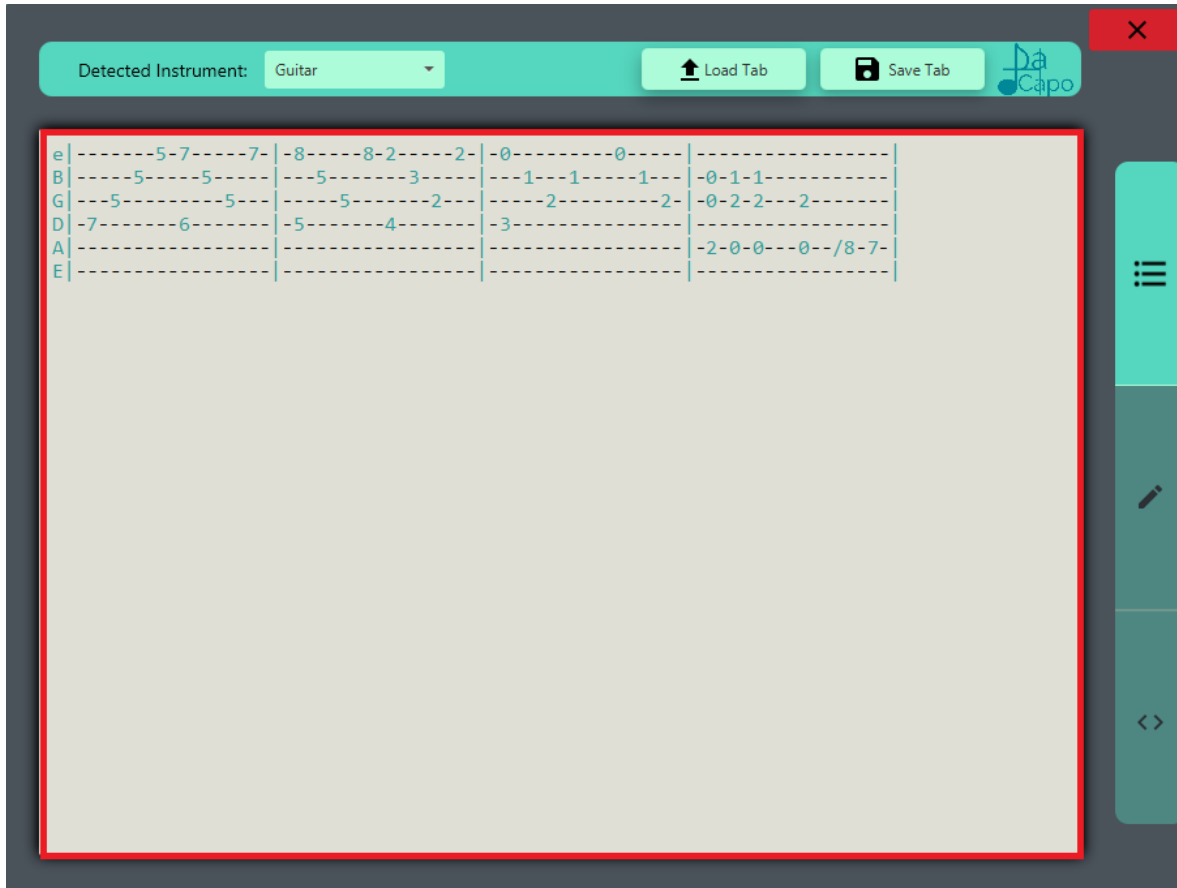 Detected Instrument:
Guitar
Load Tab
Save Tab
Da Capo
e|-------5-7-----7-|-8-----8-2-----2-|-0---------0-----|-----------------|
B|-----5-----5-----|---5-------3-----|---1---1-----1---|-0-1-1-----------|
G|---5---------5---|-----5-------2---|-----2---------2-|-0-2-2---2-------|
D|-7-------6-------|-5-------4-------|-3---------------|-----------------|
A|-----------------|-----------------|-----------------|-2-0-0---0--/8-7-|
E|-----------------|-----------------|-----------------|-----------------|